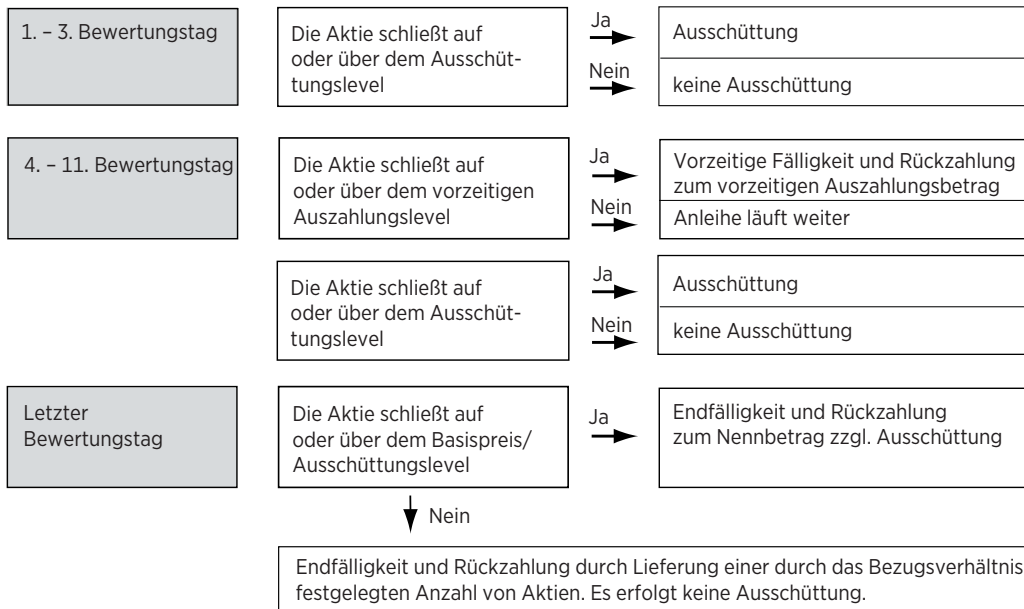 1. – 3. Bewertungstag
Die Aktie schließt auf
oder über dem Ausschüt-
tungslevel
Ja
Ausschüttung
Nein
keine Ausschüttung
4. – 11. Bewertungstag
Die Aktie schließt auf
oder über dem vorzeitigen
Auszahlungslevel
Ja
Vorzeitige Fälligkeit und Rückzahlung
zum vorzeitigen Auszahlungsbetrag
Nein
Anleihe läuft weiter
Die Aktie schließt auf
oder über dem Ausschüt-
tungslevel
Ja
Ausschüttung
Nein
keine Ausschüttung
Letzter
Bewertungstag
Die Aktie schließt auf
oder über dem Basispreis/
Ausschüttungslevel
Ja
Endfälligkeit und Rückzahlung
zum Nennbetrag zzgl. Ausschüttung
Nein
Endfälligkeit und Rückzahlung durch Lieferung einer durch das Bezugsverhältnis
festgelegten Anzahl von Aktien. Es erfolgt keine Ausschüttung.